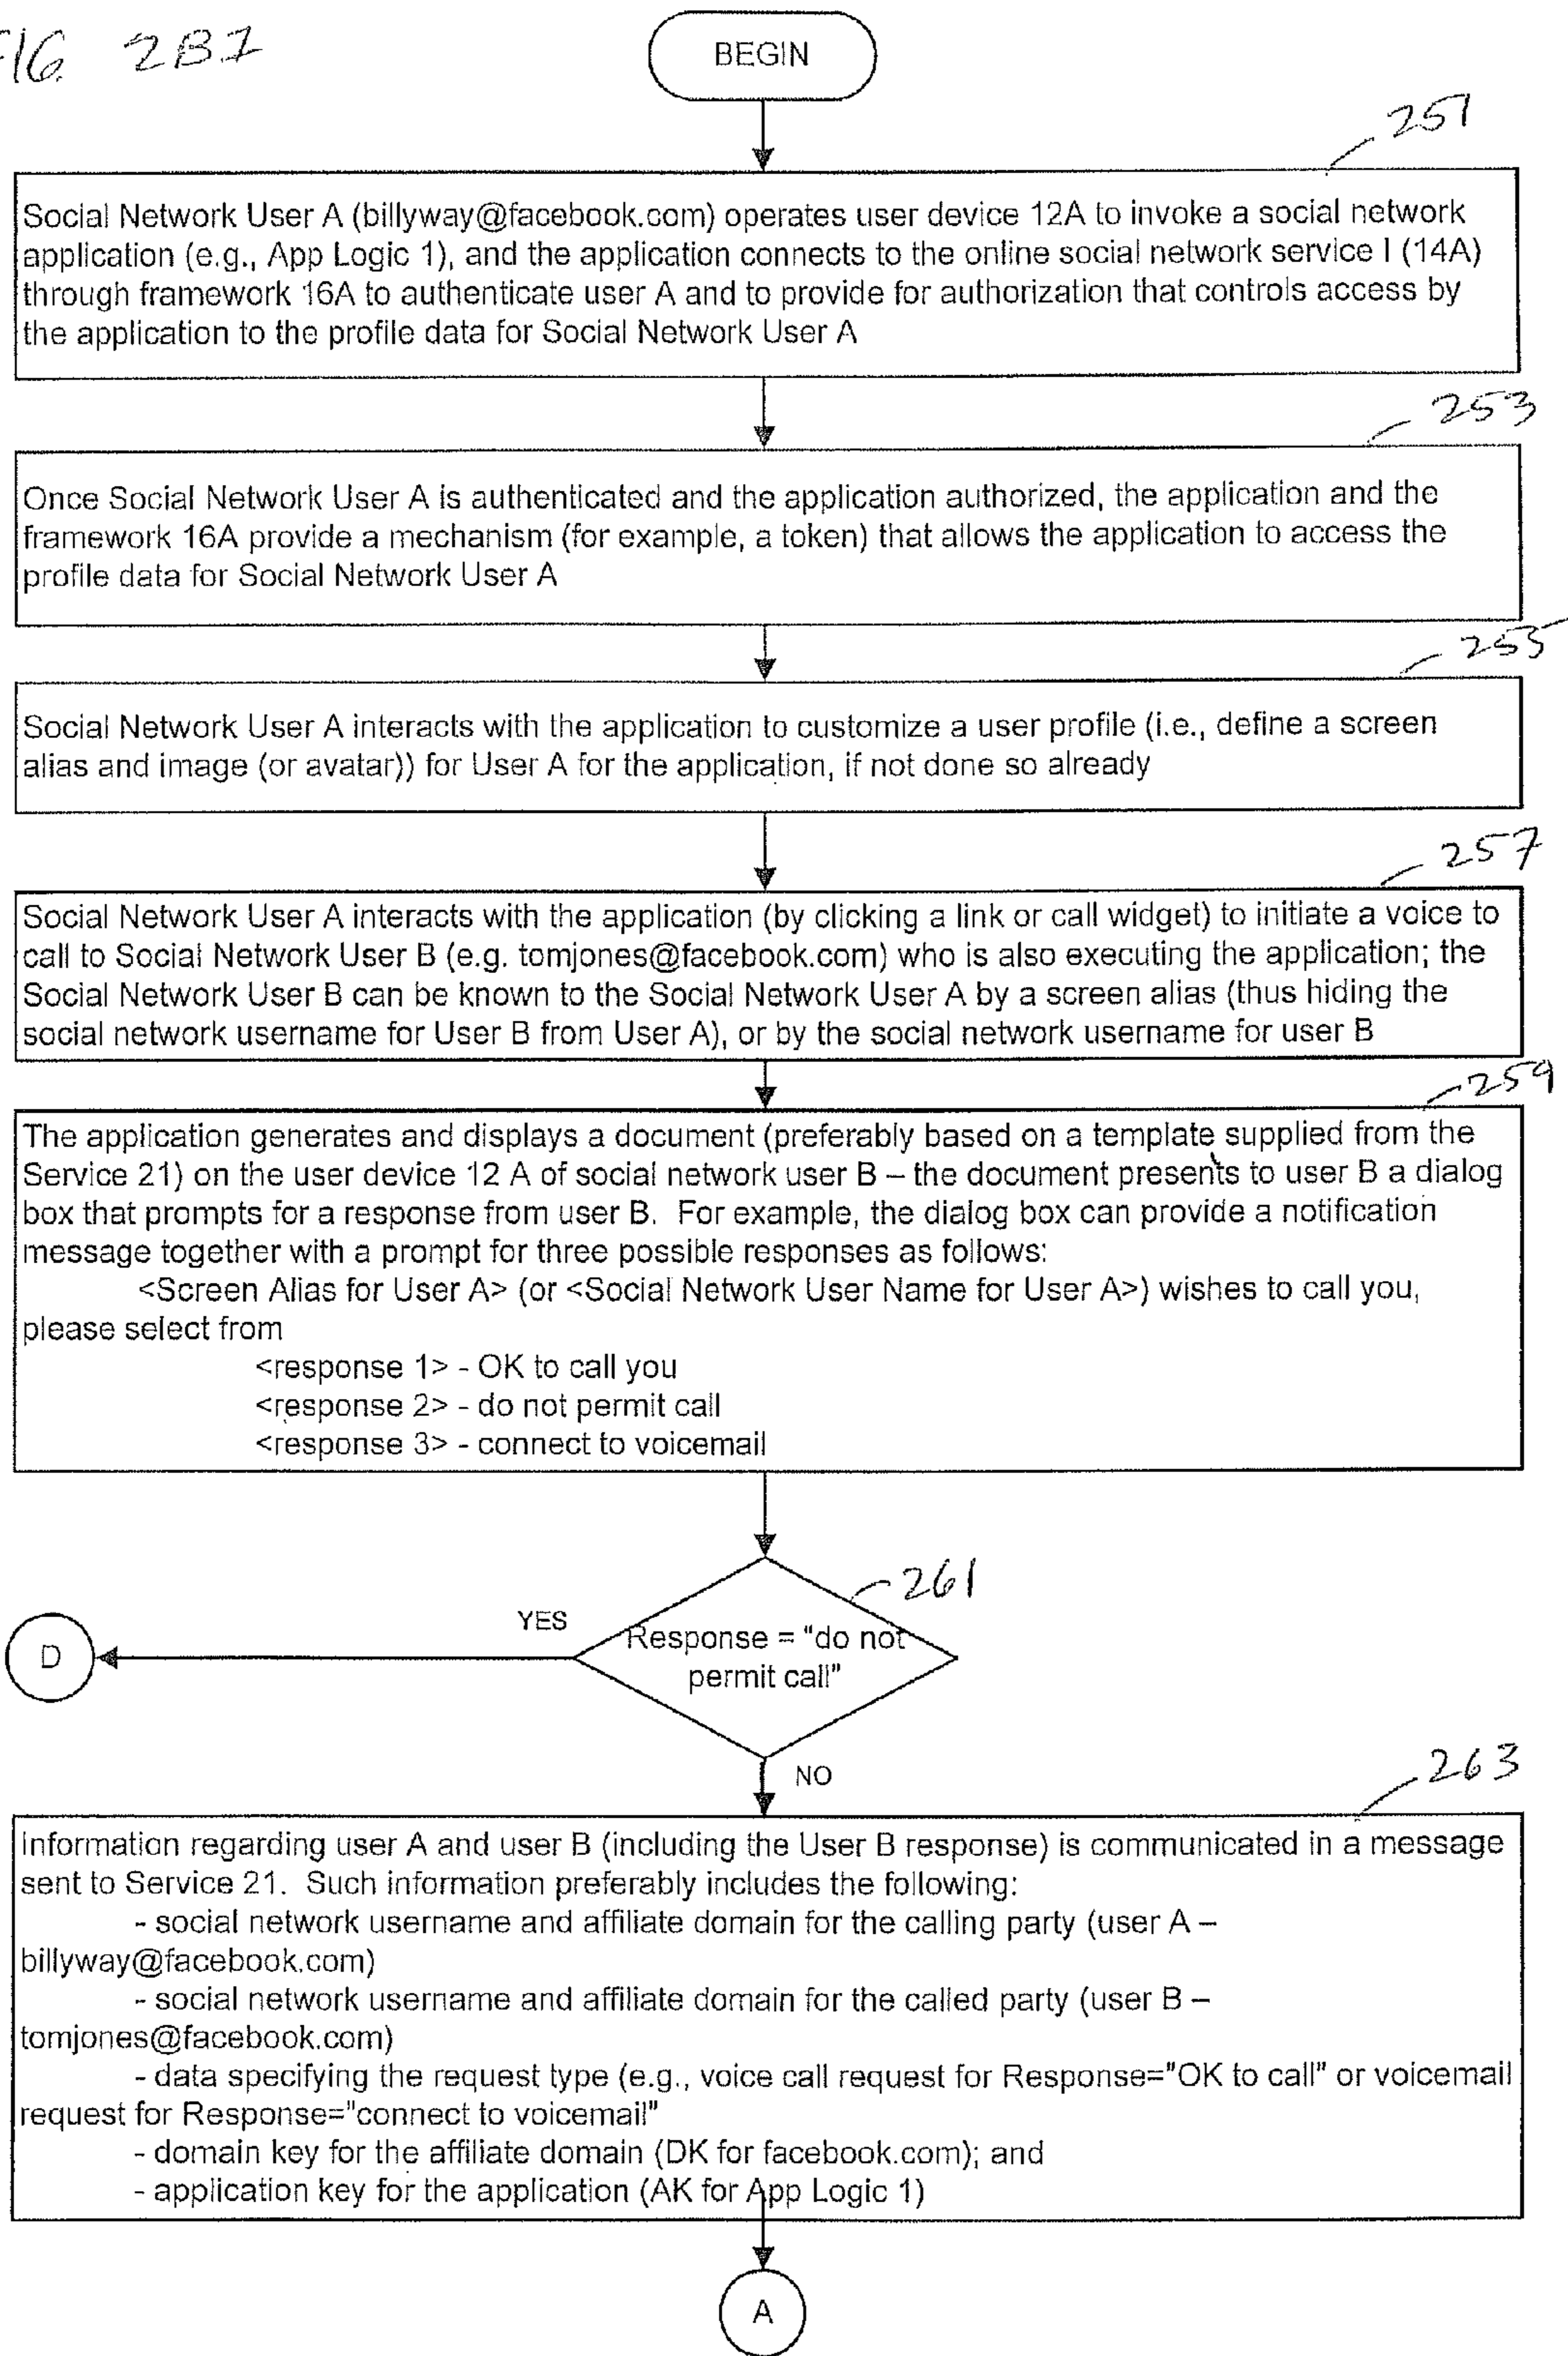 FIG. 2B1
BEGIN
251
Social Network User A (billyway@facebook.com) operates user device 12A to invoke a social network
application (e.g., App Logic 1), and the application connects to the online social network service I (14A)
through framework 16A to authenticate user A and to provide for authorization that controls access by
the application to the profile data for Social Network User A
253
Once Social Network User A is authenticated and the application authorized, the application and the
framework 16A provide a mechanism (for example, a token) that allows the application to access the
profile data for Social Network User A
255
Social Network User A interacts with the application to customize a user profile (i.e., define a screen
alias and image (or avatar)) for User A for the application, if not done so already
257
Social Network User A interacts with the application (by clicking a link or call widget) to initiate a voice to
call to Social Network User B (e.g. tomjones@facebook.com) who is also executing the application; the
Social Network User B can be known to the Social Network User A by a screen alias (thus hiding the
social network username for User B from User A), or by the social network username for user B
259
The application generates and displays a document (preferably based on a template supplied from the
Service 21) on the user device 12 A of social network user B – the document presents to user B a dialog
box that prompts for a response from user B. For example, the dialog box can provide a notification
message together with a prompt for three possible responses as follows:
<Screen Alias for User A> (or <Social Network User Name for User A>) wishes to call you,
please select from
<response 1> - OK to call you
<response 2> - do not permit call
<response 3> - connect to voicemail
261
YES
D
Response = "do not
permit call"
NO
263
Information regarding user A and user B (including the User B response) is communicated in a message
sent to Service 21. Such information preferably includes the following:
- social network username and affiliate domain for the calling party (user A –
billyway@facebook.com)
- social network username and affiliate domain for the called party (user B –
tomjones@facebook.com)
- data specifying the request type (e.g., voice call request for Response="OK to call" or voicemail
request for Response="connect to voicemail"
- domain key for the affiliate domain (DK for facebook.com); and
- application key for the application (AK for App Logic 1)
A